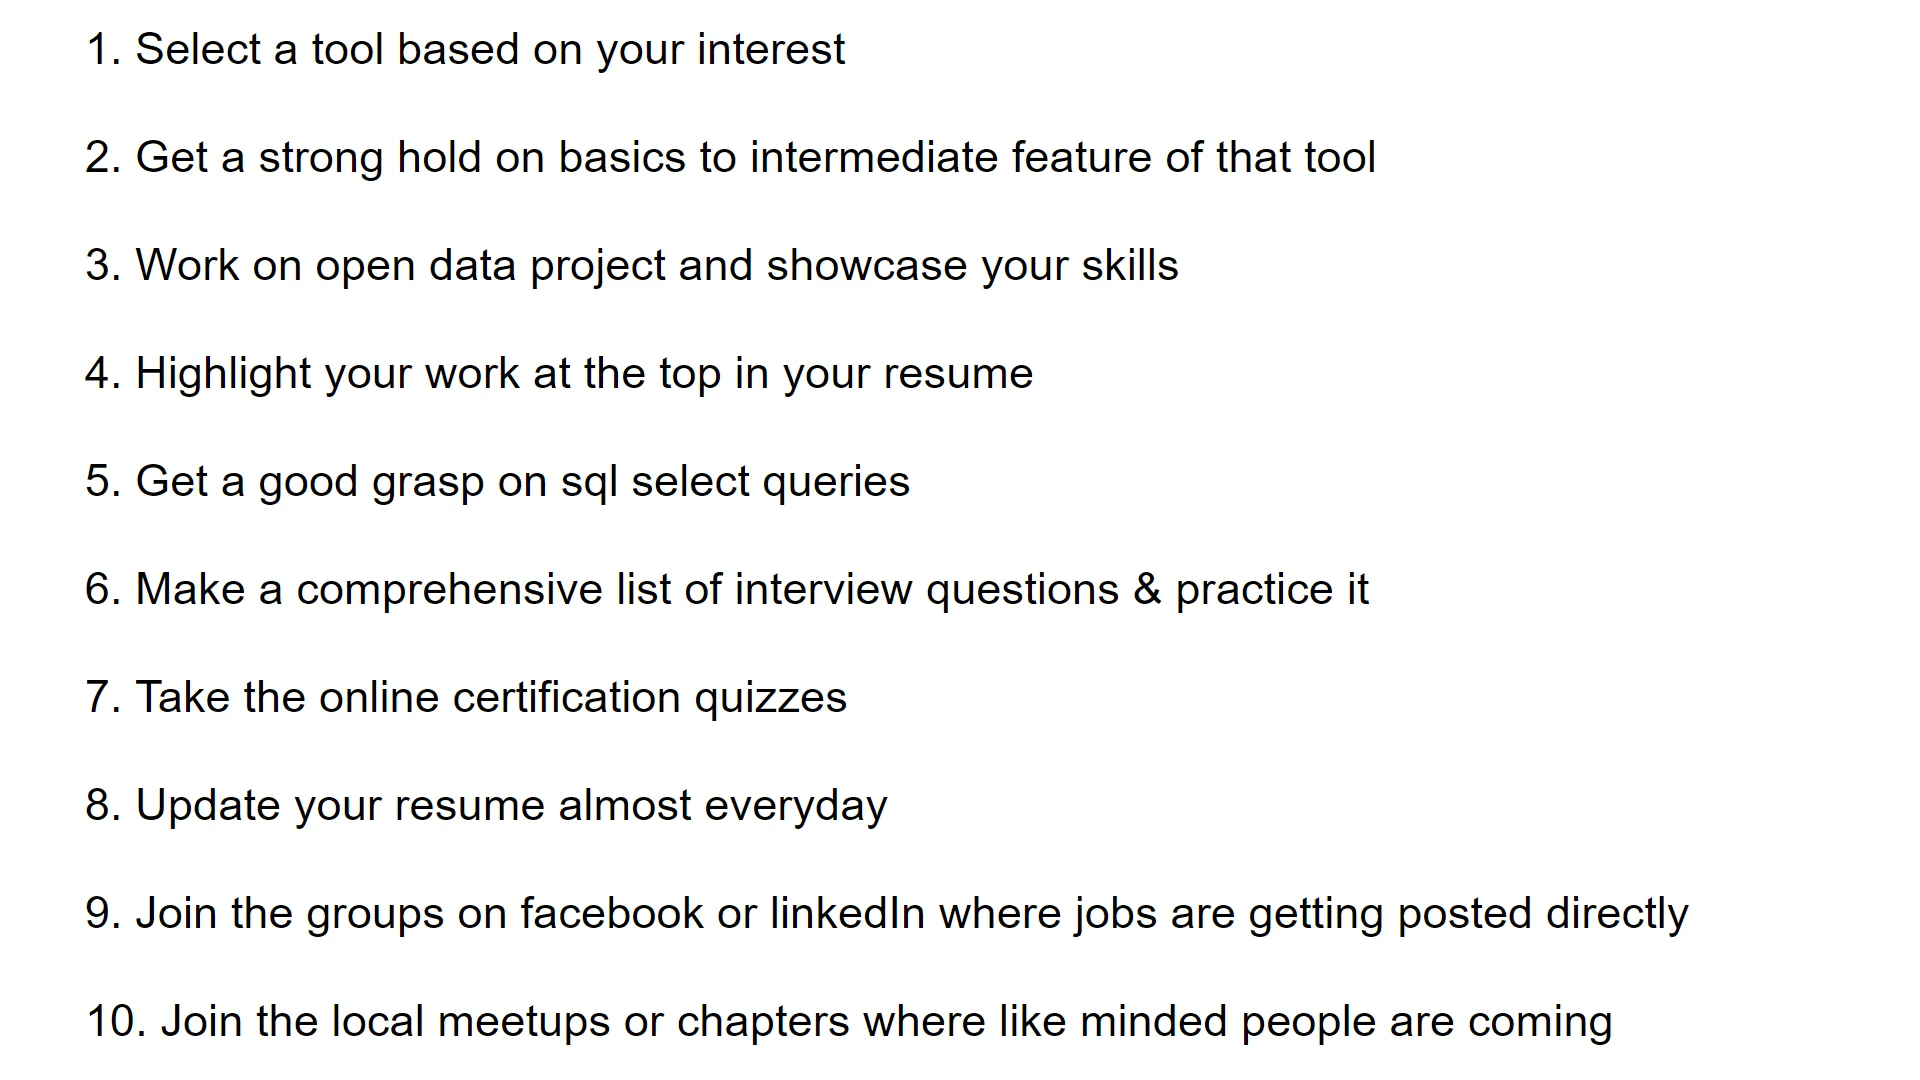 1. Select a tool based on your interest
2. Get a strong hold on basics to intermediate feature of that tool
3. Work on open data project and showcase your skills
4. Highlight your work at the top in your resume
5. Get a good grasp on sql select queries
6. Make a comprehensive list of interview questions & practice it
7. Take the online certification quizzes
8. Update your resume almost everyday
9. Join the groups on facebook or linkedIn where jobs are getting posted directly
10. Join the local meetups or chapters where like minded people are coming